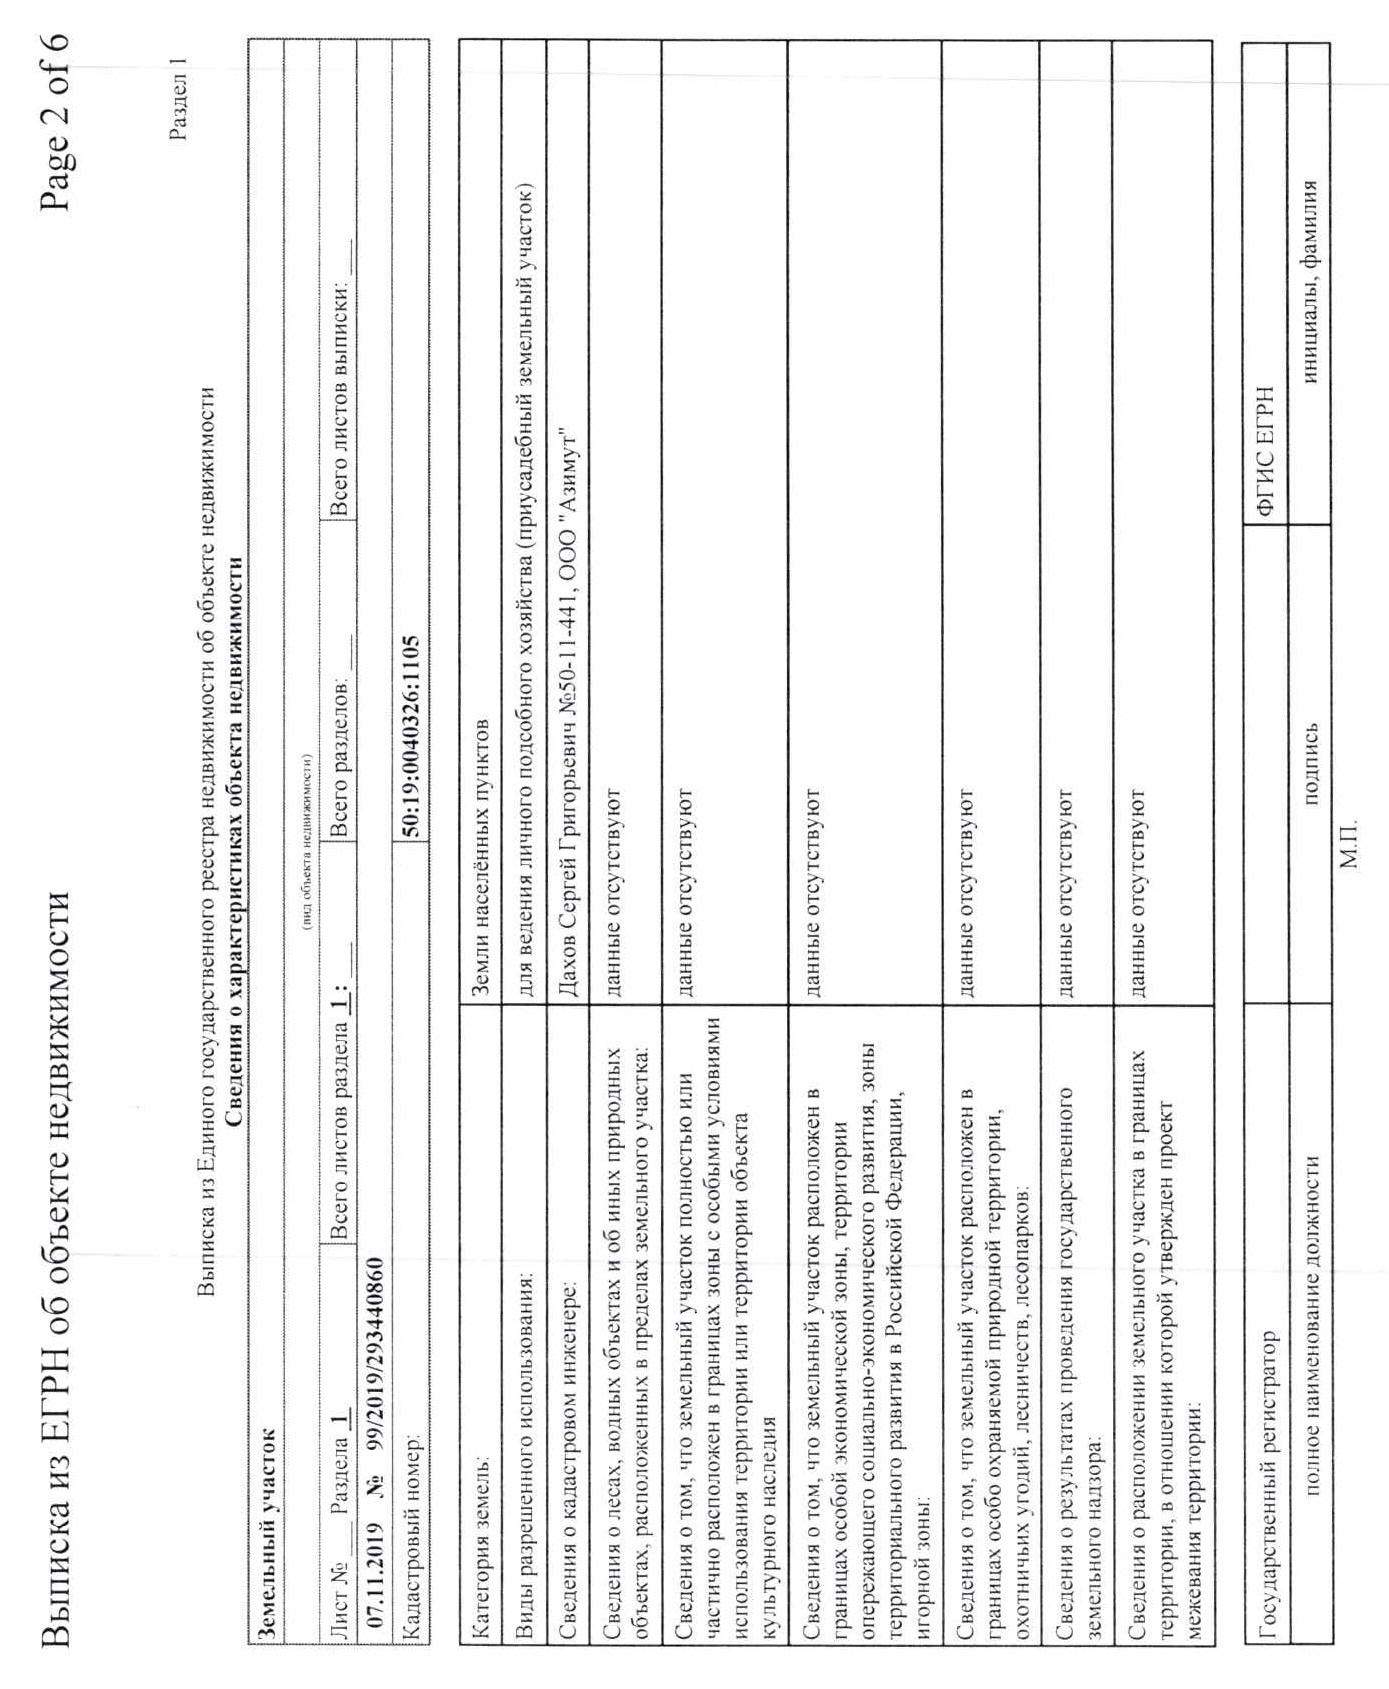 Выписка из ЕГРН об объекте недвижимости Page 2 of 6
Раздел 1
Выписка из Единого государственного реестра недвижимости об объекте недвижимости
Сведения о характеристиках объекта недвижимости
Земельный участок
(вид объекта недвижимости)
Лист № ___ Раздела 1 Всего листов раздела 1 : ___ Всего разделов: ___ Всего листов выписки: ___
07.11.2019 № 99/2019/293440860
Кадастровый номер: 50:19:0040326:1105
Категория земель: Земли населённых пунктов
Виды разрешенного использования: для ведения личного подсобного хозяйства (приусадебный земельный участок)
Сведения о кадастровом инженере: Дахов Сергей Григорьевич №50-11-441, ООО "Азимут"
Сведения о лесах, водных объектах и об иных природных
объектах, расположенных в пределах земельного участка:
данные отсутствуют
Сведения о том, что земельный участок полностью или
частично расположен в границах зоны с особыми условиями
использования территории или территории объекта
культурного наследия
данные отсутствуют
Сведения о том, что земельный участок расположен в
границах особой экономической зоны, территории
опережающего социально-экономического развития, зоны
территориального развития в Российской Федерации,
игорной зоны:
данные отсутствуют
Сведения о том, что земельный участок расположен в
границах особо охраняемой природной территории,
охотничьих угодий, лесничеств, лесопарков:
данные отсутствуют
Сведения о результатах проведения государственного
земельного надзора:
данные отсутствуют
Сведения о расположении земельного участка в границах
территории, в отношении которой утвержден проект
межевания территории:
данные отсутствуют
Государственный регистратор ФГИС ЕГРН
полное наименование должности подпись инициалы, фамилия
М.П.